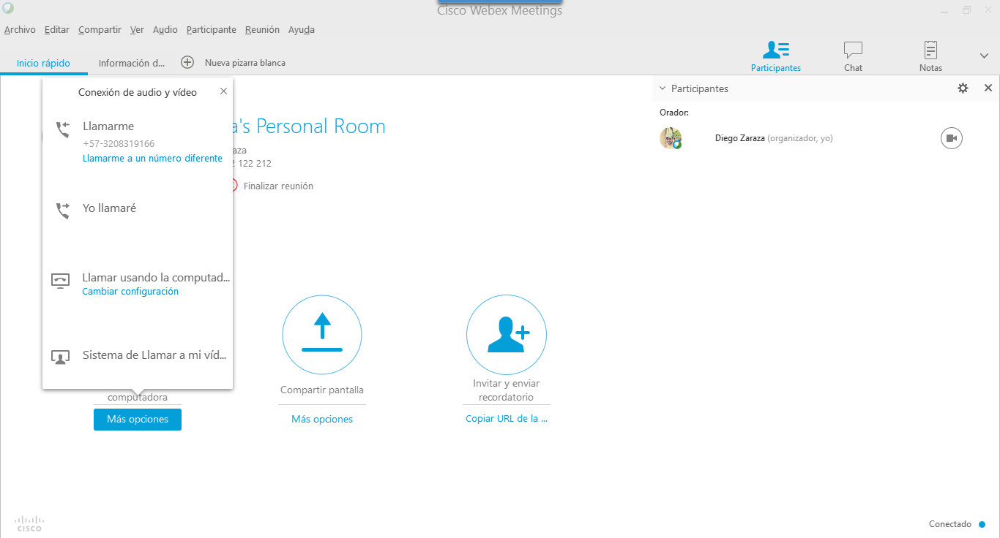 Cisco Webex Meetings
Archivo Editar Compartir Ver Audio Participante Reunión Ayuda
Inicio rápido Información d... Nueva pizarra blanca
Participantes Chat Notas
Conexión de audio y vídeo
Llamarme
+57-3208319166
Llamarme a un número diferente
Yo llamaré
Llamar usando la computad...
Cambiar configuración
Sistema de Llamar a mi víd...
a's Personal Room
aza
2 122 212
Finalizar reunión
computadora
Más opciones
Compartir pantalla
Más opciones
Invitar y enviar
recordatorio
Copiar URL de la ...
Participantes
Orador:
Diego Zaraza (organizador, yo)
CISCO
Conectado